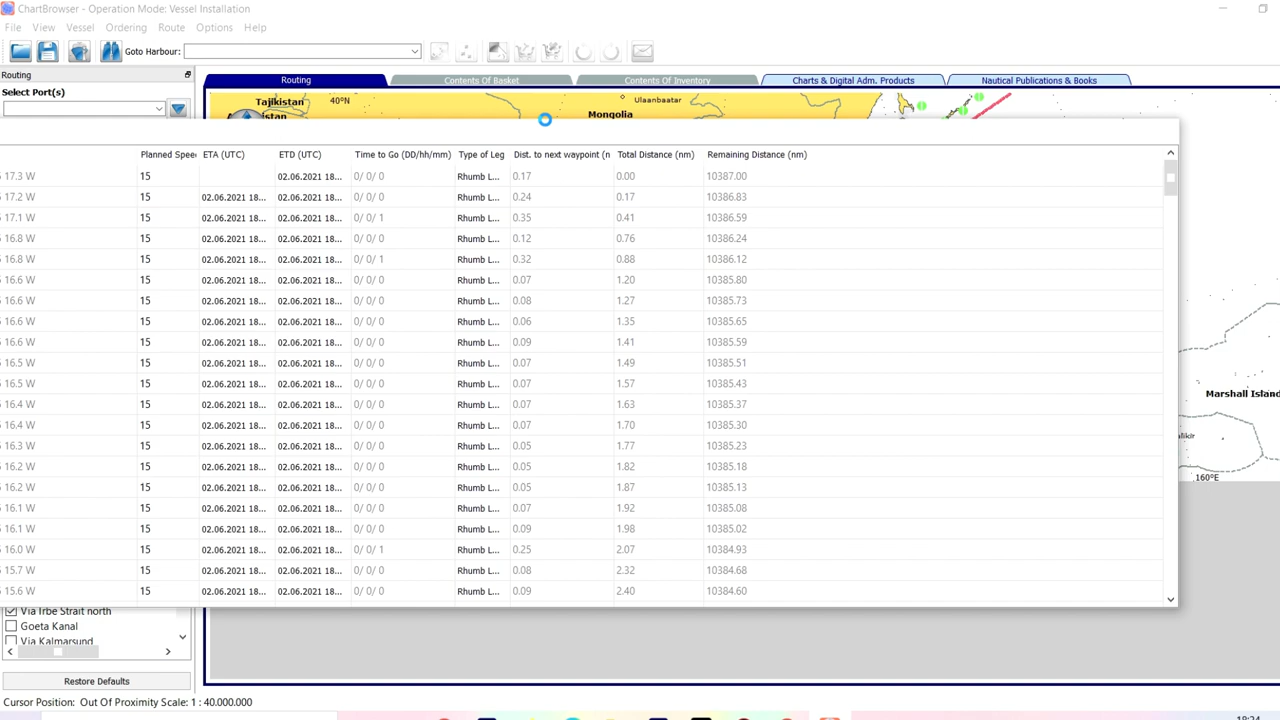 ChartBrowser - Operation Mode: Vessel Installation
File View Vessel Ordering Route Options Help
Goto Harbour:
Routing
Select Port(s)
Routing Contents Of Basket Contents Of Inventory Charts & Digital Adm. Products Nautical Publications & Books
Tajikistan 40°N Ulaanbaatar
Mongolia
Planned Spee ETA (UTC) ETD (UTC) Time to Go (DD/hh/mm) Type of Leg Dist. to next waypoint (n Total Distance (nm) Remaining Distance (nm)
17.3 W 15 02.06.2021 18... 0/ 0/ 0 Rhumb L... 0.17 0.00 10387.00
17.2 W 15 02.06.2021 18... 02.06.2021 18... 0/ 0/ 0 Rhumb L... 0.24 0.17 10386.83
17.1 W 15 02.06.2021 18... 02.06.2021 18... 0/ 0/ 1 Rhumb L... 0.35 0.41 10386.59
16.8 W 15 02.06.2021 18... 02.06.2021 18... 0/ 0/ 0 Rhumb L... 0.12 0.76 10386.24
16.8 W 15 02.06.2021 18... 02.06.2021 18... 0/ 0/ 1 Rhumb L... 0.32 0.88 10386.12
16.6 W 15 02.06.2021 18... 02.06.2021 18... 0/ 0/ 0 Rhumb L... 0.07 1.20 10385.80
16.6 W 15 02.06.2021 18... 02.06.2021 18... 0/ 0/ 0 Rhumb L... 0.08 1.27 10385.73
16.6 W 15 02.06.2021 18... 02.06.2021 18... 0/ 0/ 0 Rhumb L... 0.06 1.35 10385.65
16.6 W 15 02.06.2021 18... 02.06.2021 18... 0/ 0/ 0 Rhumb L... 0.09 1.41 10385.59
16.5 W 15 02.06.2021 18... 02.06.2021 18... 0/ 0/ 0 Rhumb L... 0.07 1.49 10385.51
16.5 W 15 02.06.2021 18... 02.06.2021 18... 0/ 0/ 0 Rhumb L... 0.07 1.57 10385.43
16.4 W 15 02.06.2021 18... 02.06.2021 18... 0/ 0/ 0 Rhumb L... 0.07 1.63 10385.37
16.4 W 15 02.06.2021 18... 02.06.2021 18... 0/ 0/ 0 Rhumb L... 0.07 1.70 10385.30
16.3 W 15 02.06.2021 18... 02.06.2021 18... 0/ 0/ 0 Rhumb L... 0.05 1.77 10385.23
16.2 W 15 02.06.2021 18... 02.06.2021 18... 0/ 0/ 0 Rhumb L... 0.05 1.82 10385.18
16.2 W 15 02.06.2021 18... 02.06.2021 18... 0/ 0/ 0 Rhumb L... 0.05 1.87 10385.13
16.1 W 15 02.06.2021 18... 02.06.2021 18... 0/ 0/ 0 Rhumb L... 0.07 1.92 10385.08
16.1 W 15 02.06.2021 18... 02.06.2021 18... 0/ 0/ 0 Rhumb L... 0.09 1.98 10385.02
16.0 W 15 02.06.2021 18... 02.06.2021 18... 0/ 0/ 1 Rhumb L... 0.25 2.07 10384.93
15.7 W 15 02.06.2021 18... 02.06.2021 18... 0/ 0/ 0 Rhumb L... 0.08 2.32 10384.68
15.6 W 15 02.06.2021 18... 02.06.2021 18... 0/ 0/ 0 Rhumb L... 0.09 2.40 10384.60
Marshall Island
160°E
Via Irbe Strait north
Goeta Kanal
Via Kalmarsund
Restore Defaults
Cursor Position: Out Of Proximity Scale: 1 : 40.000.000
18:24